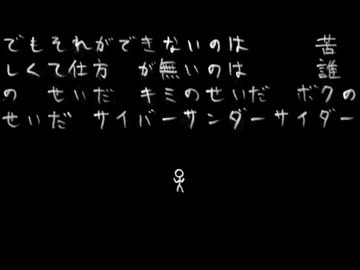 でもそれができないのは　　苦
しくて仕方　が無いのは　　誰
の　せいだ　キミのせいだ　ボクの
せいだ　サイバーサンダーサイダー